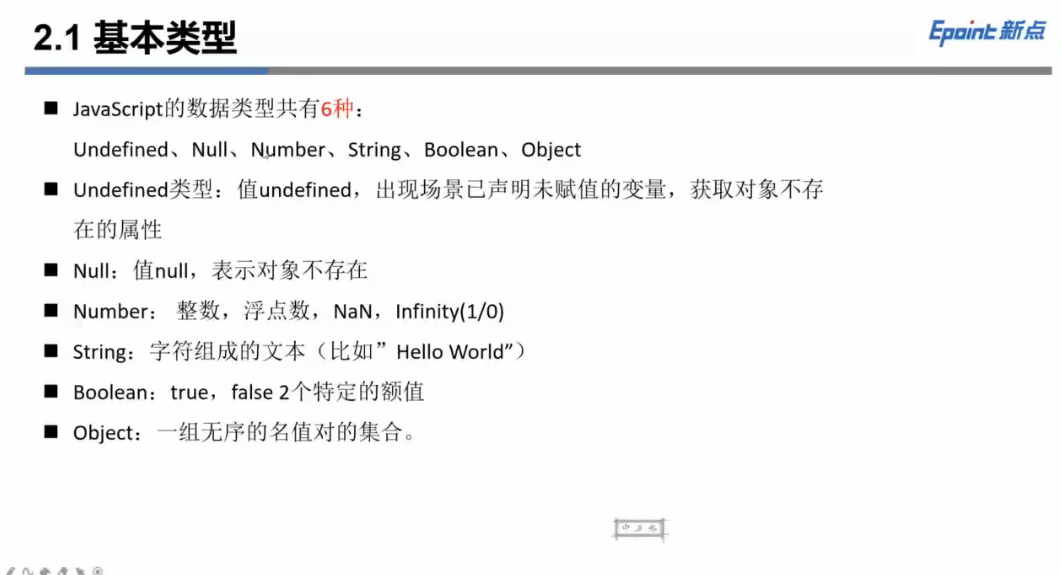 2.1 基本类型
Epoint新点
■ JavaScript的数据类型共有6种：
Undefined、Null、Number、String、Boolean、Object
■ Undefined类型：值undefined，出现场景已声明未赋值的变量，获取对象不存
在的属性
■ Null：值null，表示对象不存在
■ Number： 整数，浮点数，NaN，Infinity(1/0)
■ String：字符组成的文本（比如”Hello World”）
■ Boolean：true，false 2个特定的额值
■ Object：一组无序的名值对的集合。